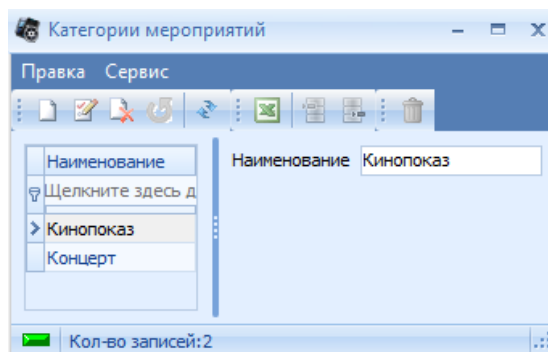 Категории мероприятий
Правка Сервис
Наименование
Щелкните здесь д
Кинопоказ
Концерт
Наименование Кинопоказ
Кол-во записей:2